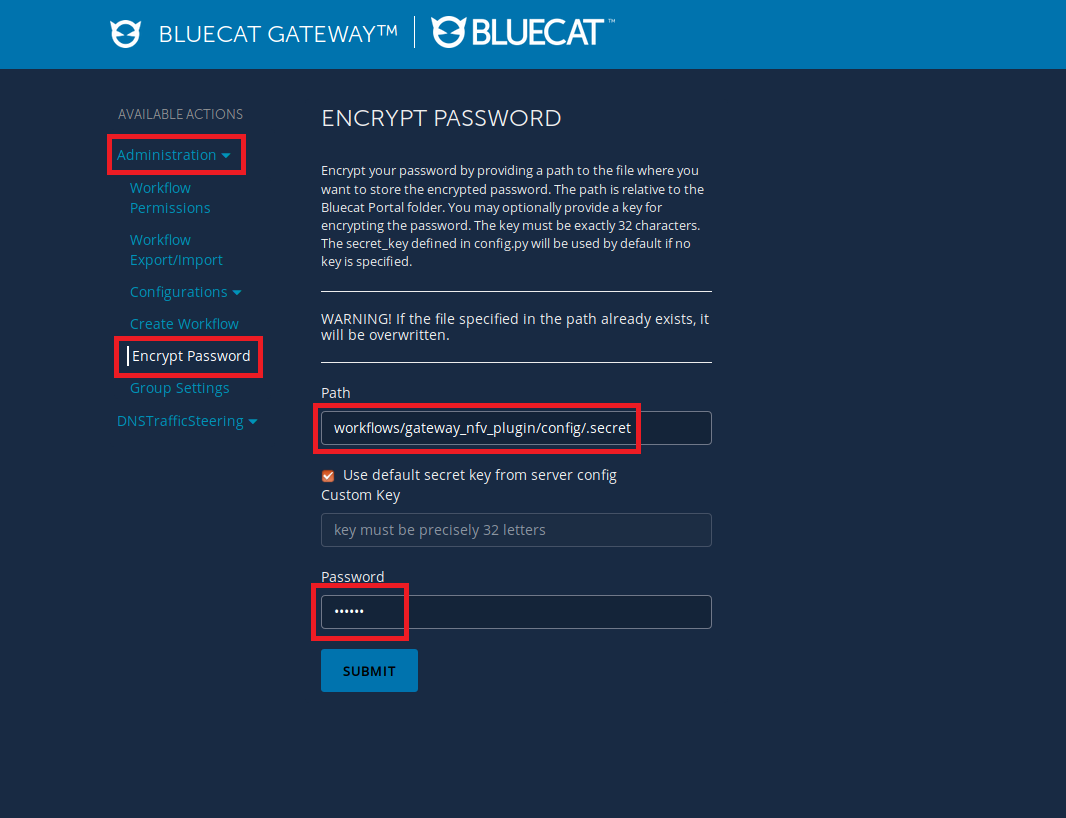 BLUECAT GATEWAY™
BLUECAT™
AVAILABLE ACTIONS
Administration
Workflow
Permissions
Workflow
Export/Import
Configurations
Create Workflow
Encrypt Password
Group Settings
DNSTrafficSteering
ENCRYPT PASSWORD
Encrypt your password by providing a path to the file where you
want to store the encrypted password. The path is relative to the
Bluecat Portal folder. You may optionally provide a key for
encrypting the password. The key must be exactly 32 characters.
The secret_key defined in config.py will be used by default if no
key is specified.
WARNING! If the file specified in the path already exists, it
will be overwritten.
Path
workflows/gateway_nfv_plugin/config/.secret
Use default secret key from server config
Custom Key
key must be precisely 32 letters
Password
••••••
SUBMIT